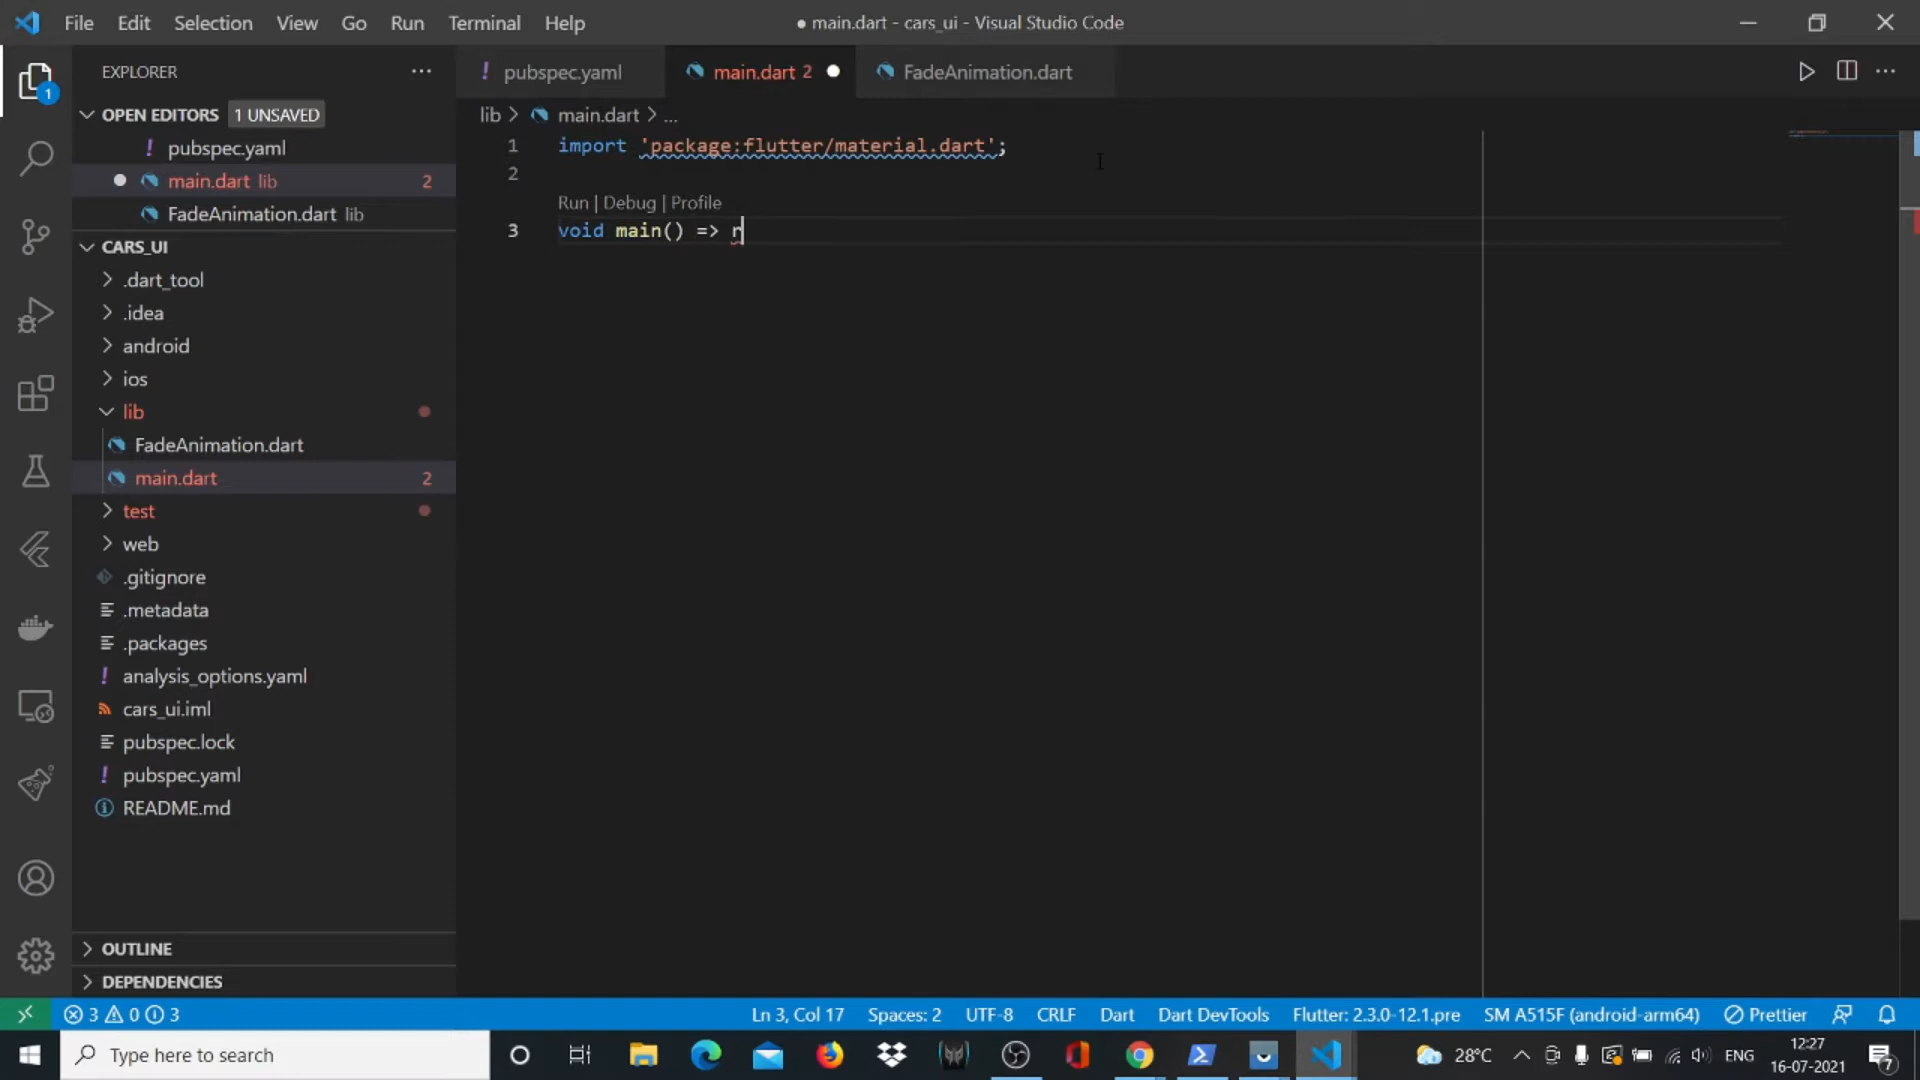 File Edit Selection View Go Run Terminal Help
● main.dart - cars_ui - Visual Studio Code
EXPLORER
! pubspec.yaml
main.dart 2
FadeAnimation.dart
OPEN EDITORS 1 UNSAVED
! pubspec.yaml
main.dart lib 2
FadeAnimation.dart lib
CARS_UI
.dart_tool
.idea
android
ios
lib
FadeAnimation.dart
main.dart 2
test
web
.gitignore
.metadata
.packages
! analysis_options.yaml
cars_ui.iml
pubspec.lock
! pubspec.yaml
README.md
OUTLINE
DEPENDENCIES
1
lib > main.dart > ...
1 import 'package:flutter/material.dart';
2
Run | Debug | Profile
3 void main() => r
3 0 3
Ln 3, Col 17 Spaces: 2 UTF-8 CRLF Dart Dart DevTools Flutter: 2.3.0-12.1.pre SM A515F (android-arm64) Prettier
Type here to search
28°C ENG 12:27
16-07-2021
7